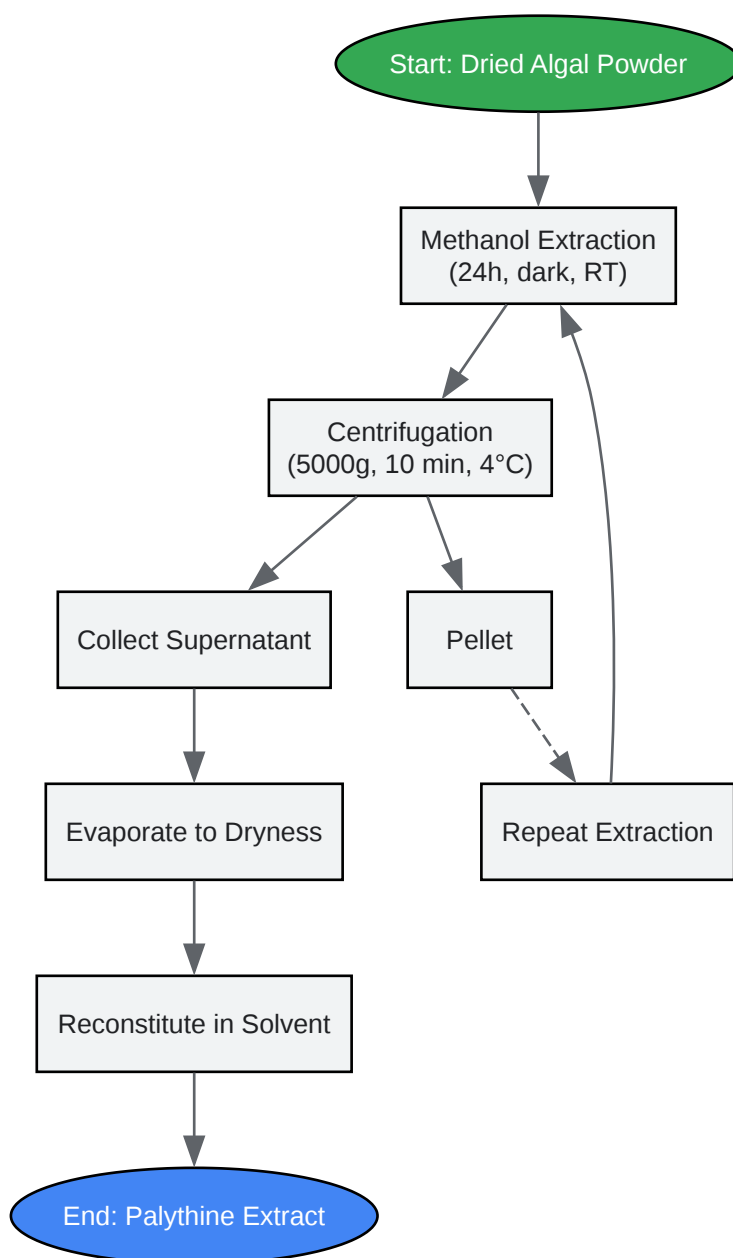 Start: Dried Algal Powder
Methanol Extraction
(24h, dark, RT)
Centrifugation
(5000g, 10 min, 4°C)
Collect Supernatant
Pellet
Evaporate to Dryness
Repeat Extraction
Reconstitute in Solvent
End: Palythine Extract